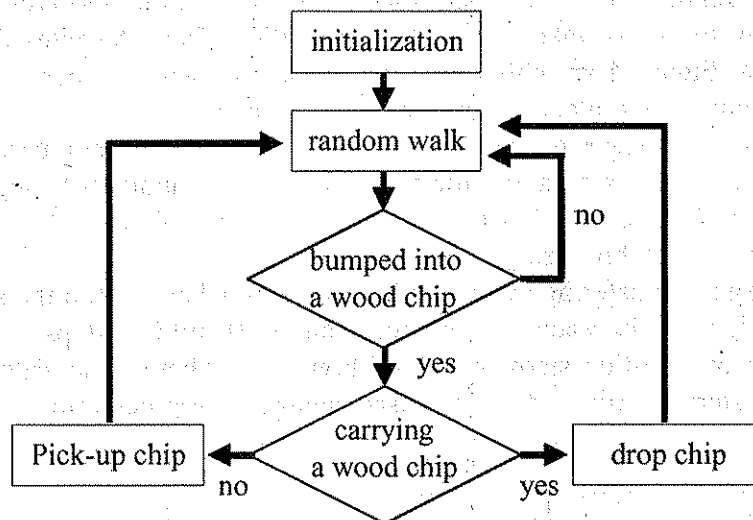 initialization
random walk
no
bumped into
a wood chip
yes
carrying
a wood chip
Pick-up chip
no
yes
drop chip